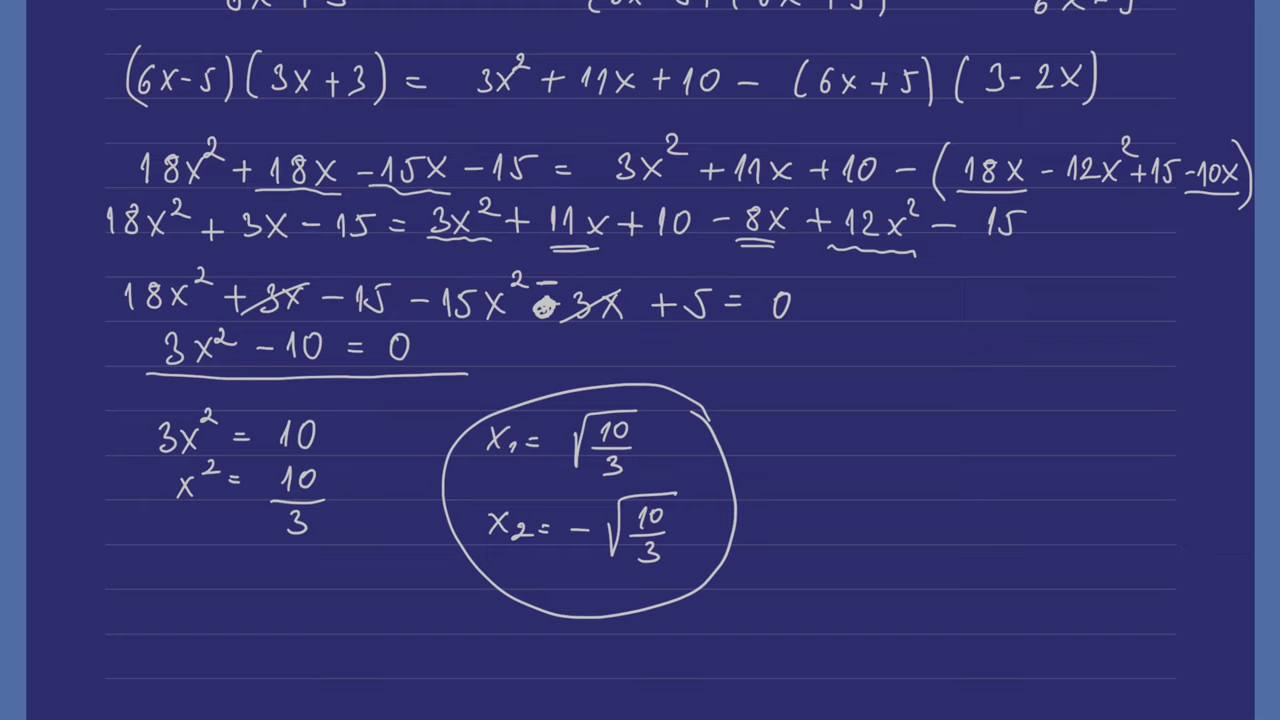 (6x-5)(3x+3) = 3x² + 11x + 10 - (6x+5)(3-2x)
18x² + 18x - 15x - 15 = 3x² + 11x + 10 - (18x - 12x² + 15 - 10x)
18x² + 3x - 15 = 3x² + 11x + 10 - 8x + 12x² - 15
18x² + 3x - 15 - 15x² - 3x + 5 = 0
3x² - 10 = 0
3x² = 10
x² = 10/3
x₁ = √(10/3)
x₂ = -√(10/3)